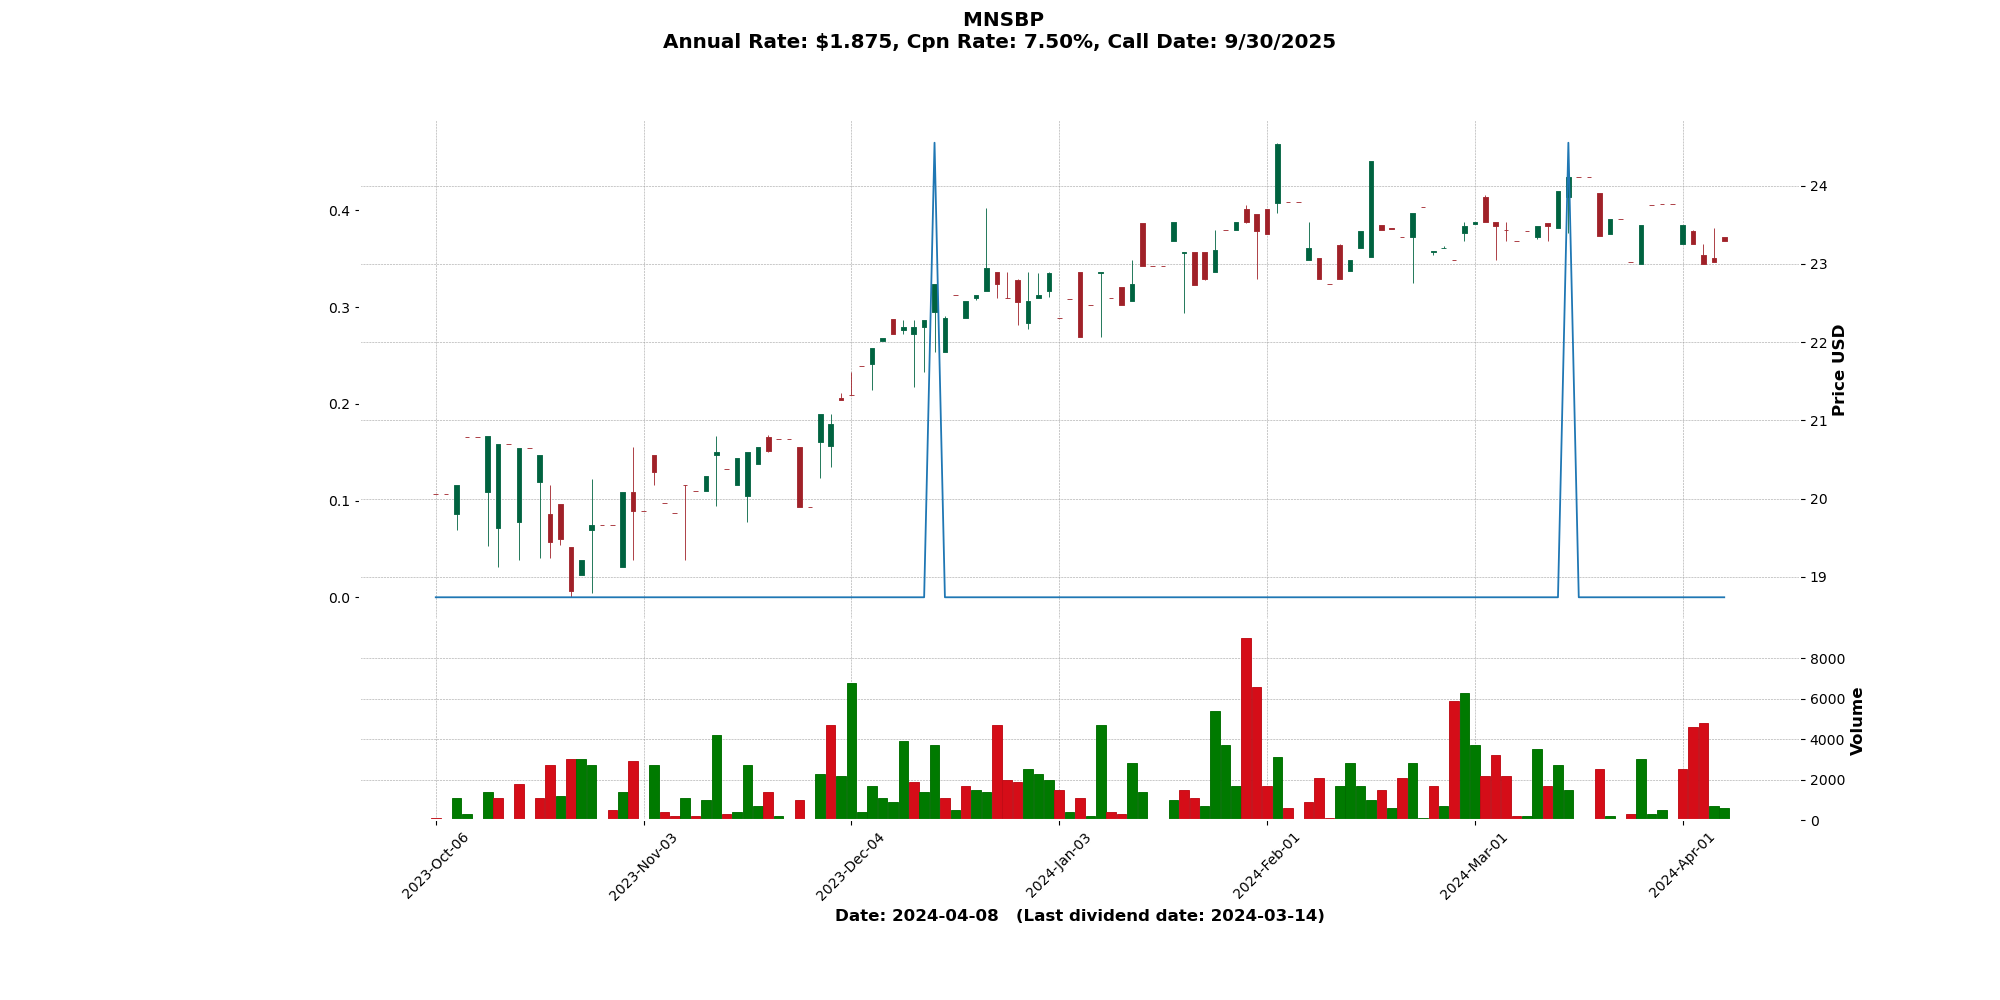 MNSBP
Annual Rate: $1.875, Cpn Rate: 7.50%, Call Date: 9/30/2025
0.4
0.3
0.2
0.1
0.0
24
23
22
21
20
19
Price USD
8000
6000
4000
2000
0
Volume
2023-Oct-06
2023-Nov-03
2023-Dec-04
2024-Jan-03
2024-Feb-01
2024-Mar-01
2024-Apr-01
Date: 2024-04-08 (Last dividend date: 2024-03-14)